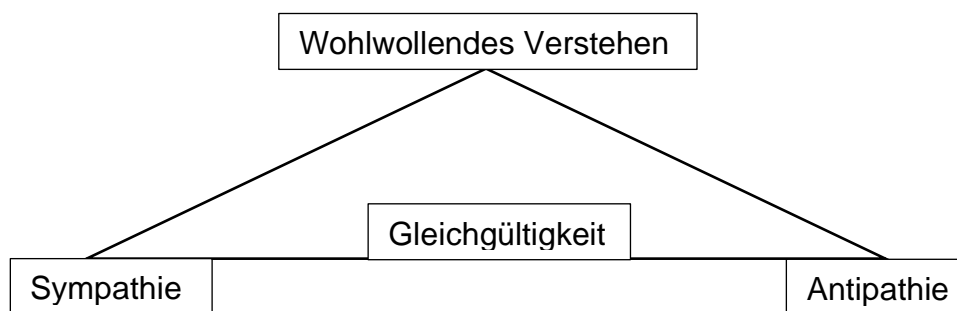 Wohlwollendes Verstehen
Gleichgültigkeit
Sympathie
Antipathie